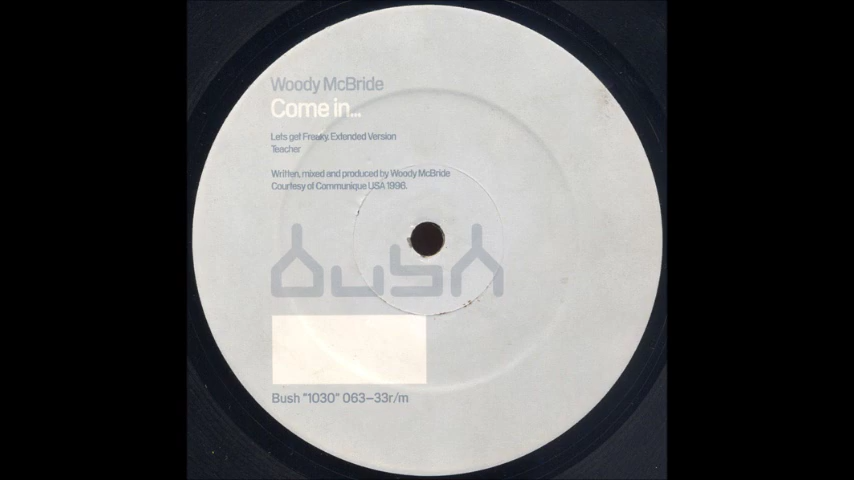 Woody McBride
Come in...
Lets get Freaky. Extended Version
Teacher
Written, mixed and produced by Woody McBride
Courtesy of Communique USA 1996.
bush
Bush "1030" 063–33r/m